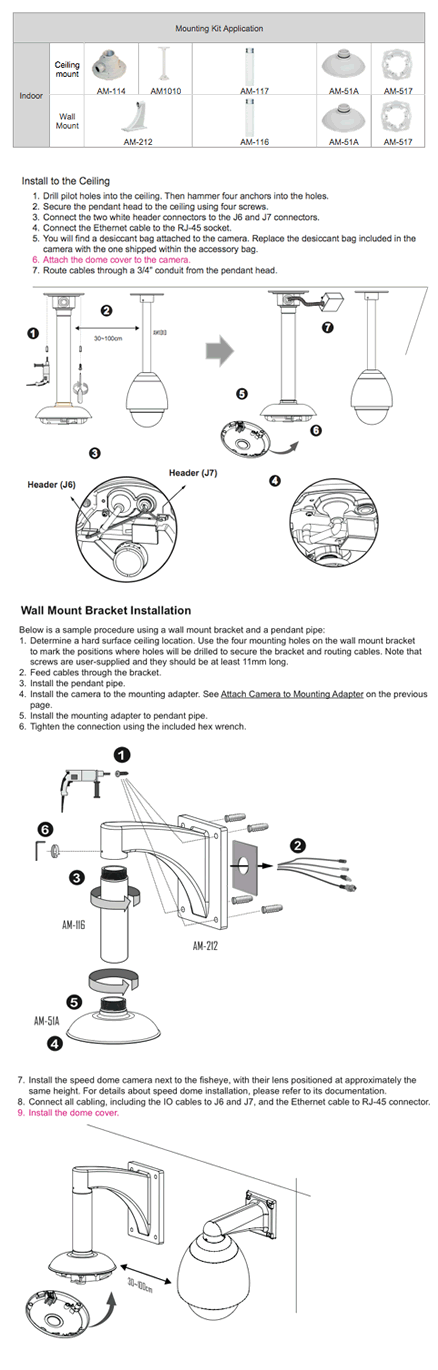 Mounting Kit Application
Indoor
Ceiling
mount
AM-114
AM1010
AM-117
AM-51A
AM-517
Wall
Mount
AM-212
AM-116
AM-51A
AM-517
Install to the Ceiling
1. Drill pilot holes into the ceiling. Then hammer four anchors into the holes.
2. Secure the pendant head to the ceiling using four screws.
3. Connect the two white header connectors to the J6 and J7 connectors.
4. Connect the Ethernet cable to the RJ-45 socket.
5. You will find a desiccant bag attached to the camera. Replace the desiccant bag included in the
camera with the one shipped within the accessory bag.
6. Attach the dome cover to the camera.
7. Route cables through a 3/4" conduit from the pendant head.
1
2
30~100cm
AM1010
7
5
6
3
4
Header (J6)
Header (J7)
Wall Mount Bracket Installation
Below is a sample procedure using a wall mount bracket and a pendant pipe:
1. Determine a hard surface ceiling location. Use the four mounting holes on the wall mount bracket
to mark the positions where holes will be drilled to secure the bracket and routing cables. Note that
screws are user-supplied and they should be at least 11mm long.
2. Feed cables through the bracket.
3. Install the pendant pipe.
4. Install the camera to the mounting adapter. See Attach Camera to Mounting Adapter on the previous
page.
5. Install the mounting adapter to pendant pipe.
6. Tighten the connection using the included hex wrench.
1
6
2
3
AM-116
AM-212
5
AM-51A
4
7. Install the speed dome camera next to the fisheye, with their lens positioned at approximately the
same height. For details about speed dome installation, please refer to its documentation.
8. Connect all cabling, including the IO cables to J6 and J7, and the Ethernet cable to RJ-45 connector.
9. Install the dome cover.
30~100cm